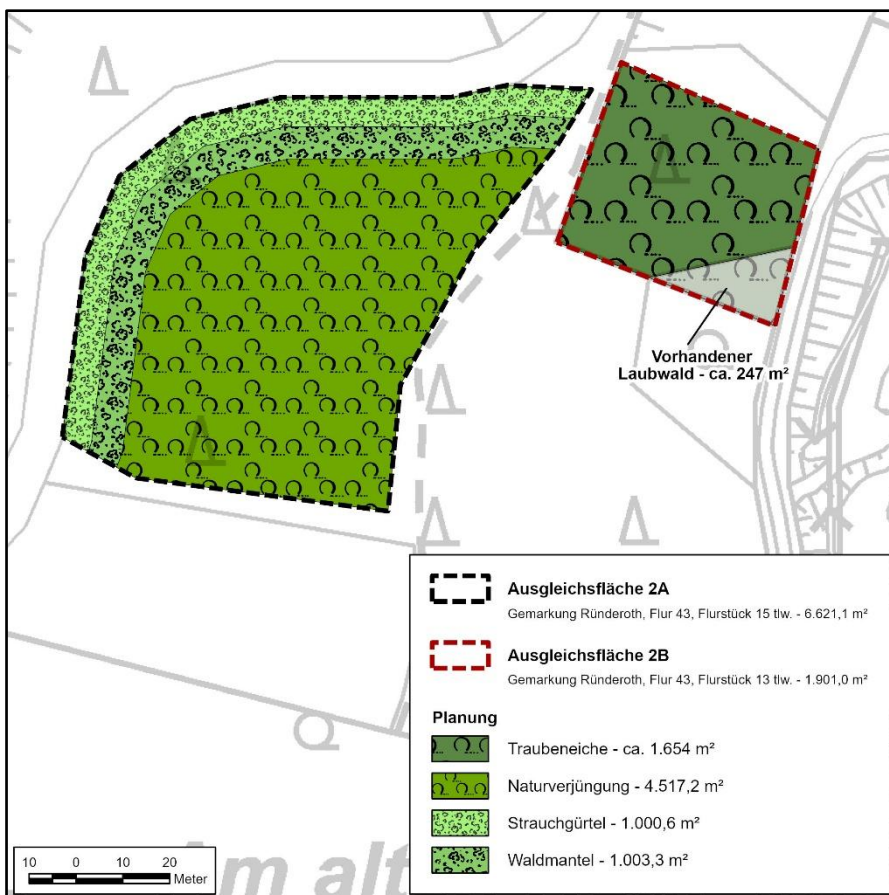 Vorhandener
Laubwald - ca. 247 m²
Ausgleichsfläche 2A
Gemarkung Ründeroth, Flur 43, Flurstück 15 tlw. - 6.621,1 m²
Ausgleichsfläche 2B
Gemarkung Ründeroth, Flur 43, Flurstück 13 tlw. - 1.901,0 m²
Planung
Traubeneiche - ca. 1.654 m²
Naturverjüngung - 4.517,2 m²
Strauchgürtel - 1.000,6 m²
Waldmantel - 1.003,3 m²
10 0 10 20
Meter
m alt